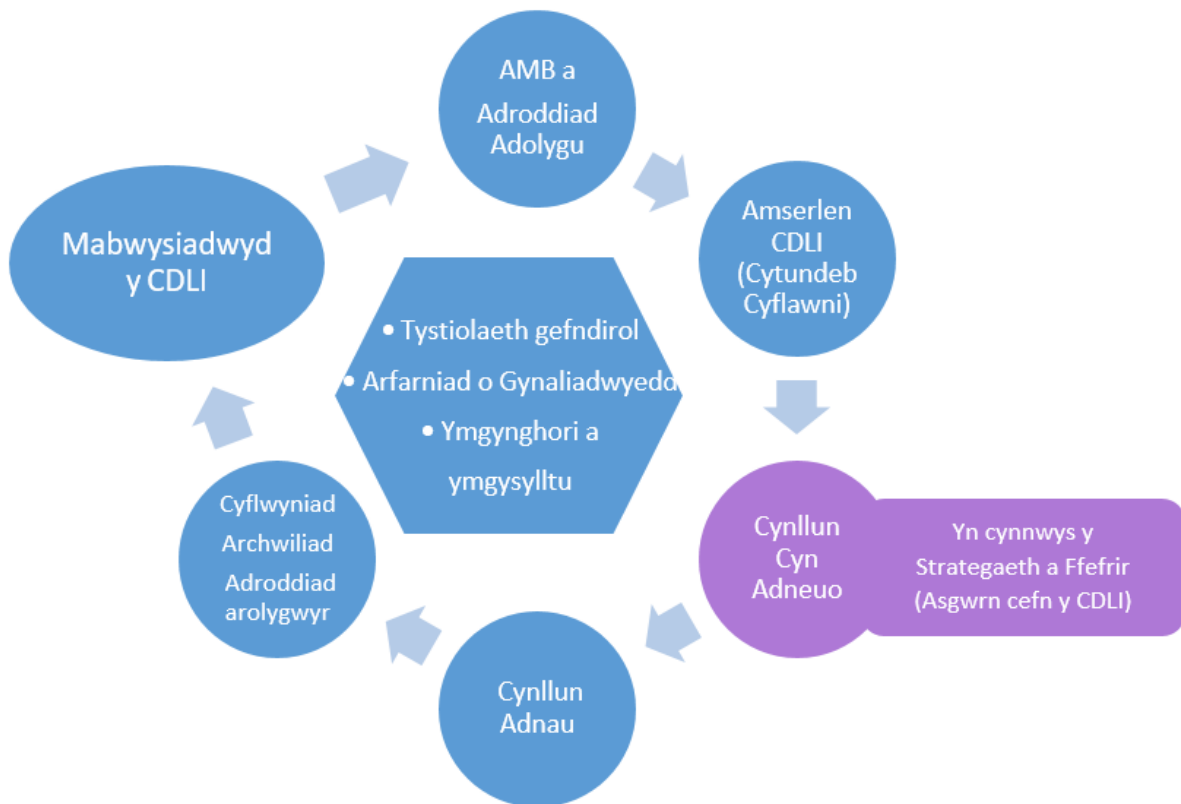 AMB a
Adroddiad
Adolygu
Amserlen
CDLI
(Cytundeb
Cyflawni)
Mabwysiadwyd
y CDLI
• Tystiolaeth gefndirol
• Arfarniad o Gynaliadwyedd
• Ymgynghori a
ymgysylltu
Cynllun
Cyn
Adneuo
Yn cynnwys y
Strategaeth a Ffefrir
(Asgwrn cefn y CDLI)
Cynllun
Adnau
Cyflwyniad
Archwiliad
Adroddiad
arolygwyr